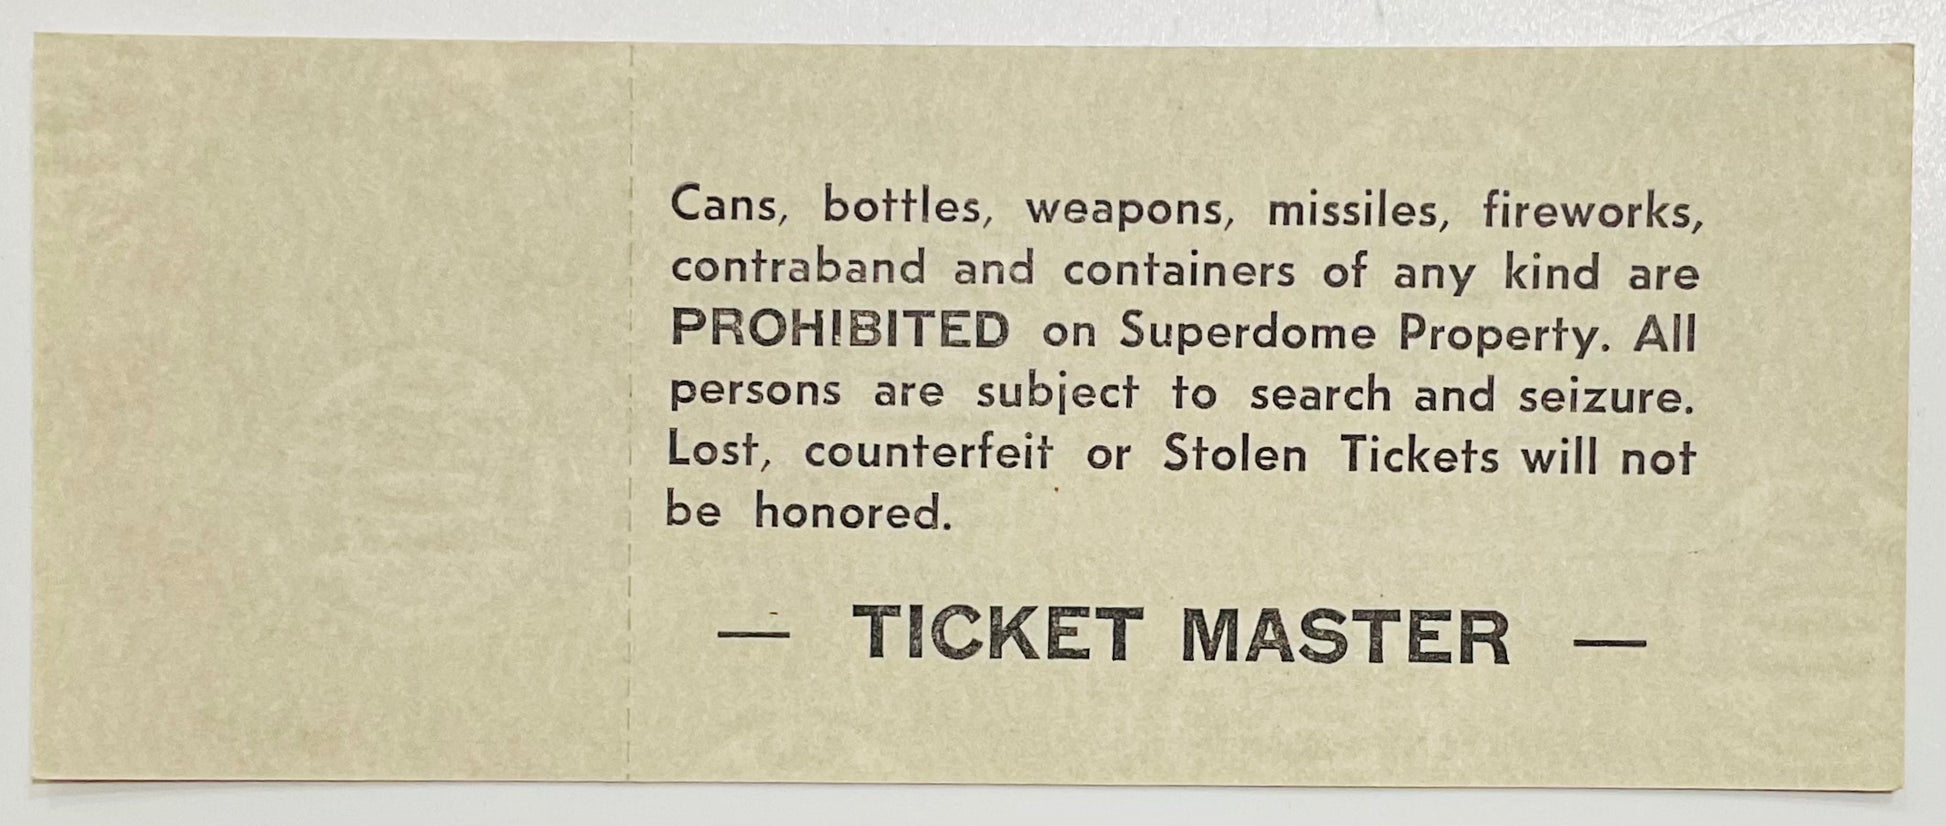 Cans, bottles, weapons, missiles, fireworks,
contraband and containers of any kind are
PROHIBITED on Superdome Property. All
persons are subject to search and seizure.
Lost, counterfeit or Stolen Tickets will not
be honored.
— TICKET MASTER —